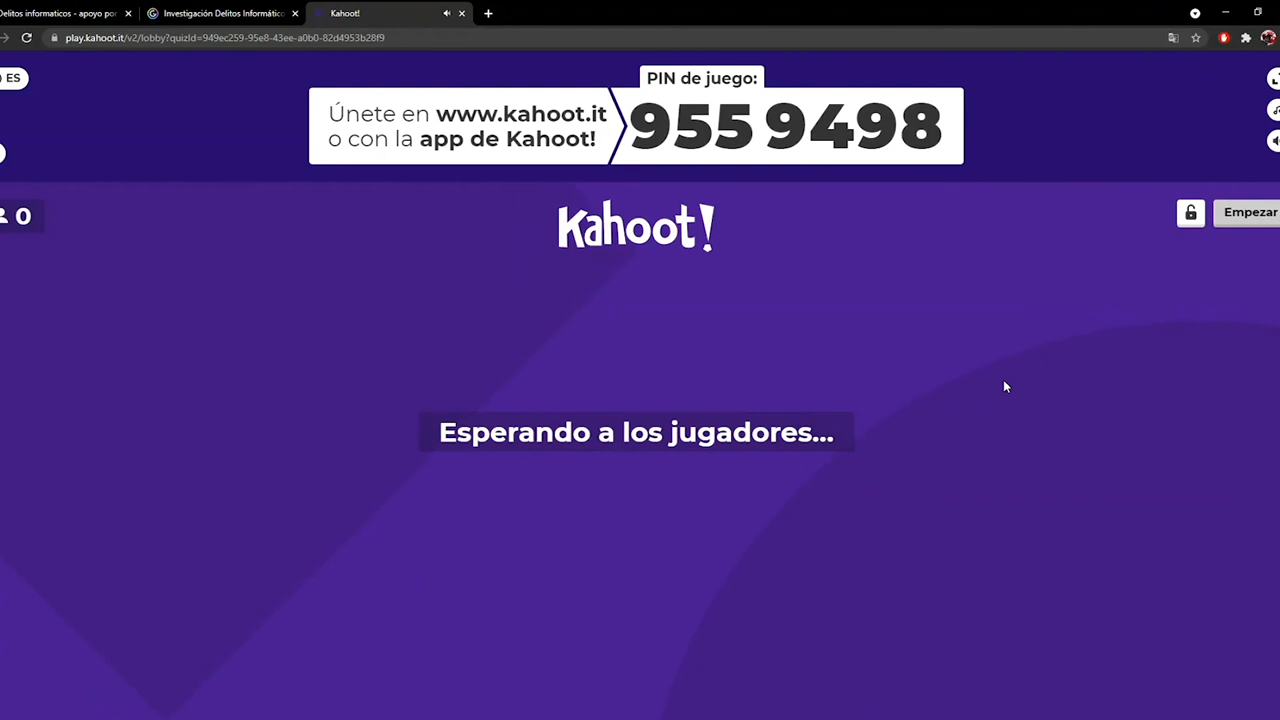 Delitos informaticos - apoyo por
Investigación Delitos Informátic
Kahoot!
play.kahoot.it/v2/lobby?quizId=949ec259-95e8-43ee-a0b0-82d4953b28f9
ES
PIN de juego:
Únete en www.kahoot.it
o con la app de Kahoot!
955 9498
0
Kahoot!
Empezar
Esperando a los jugadores...